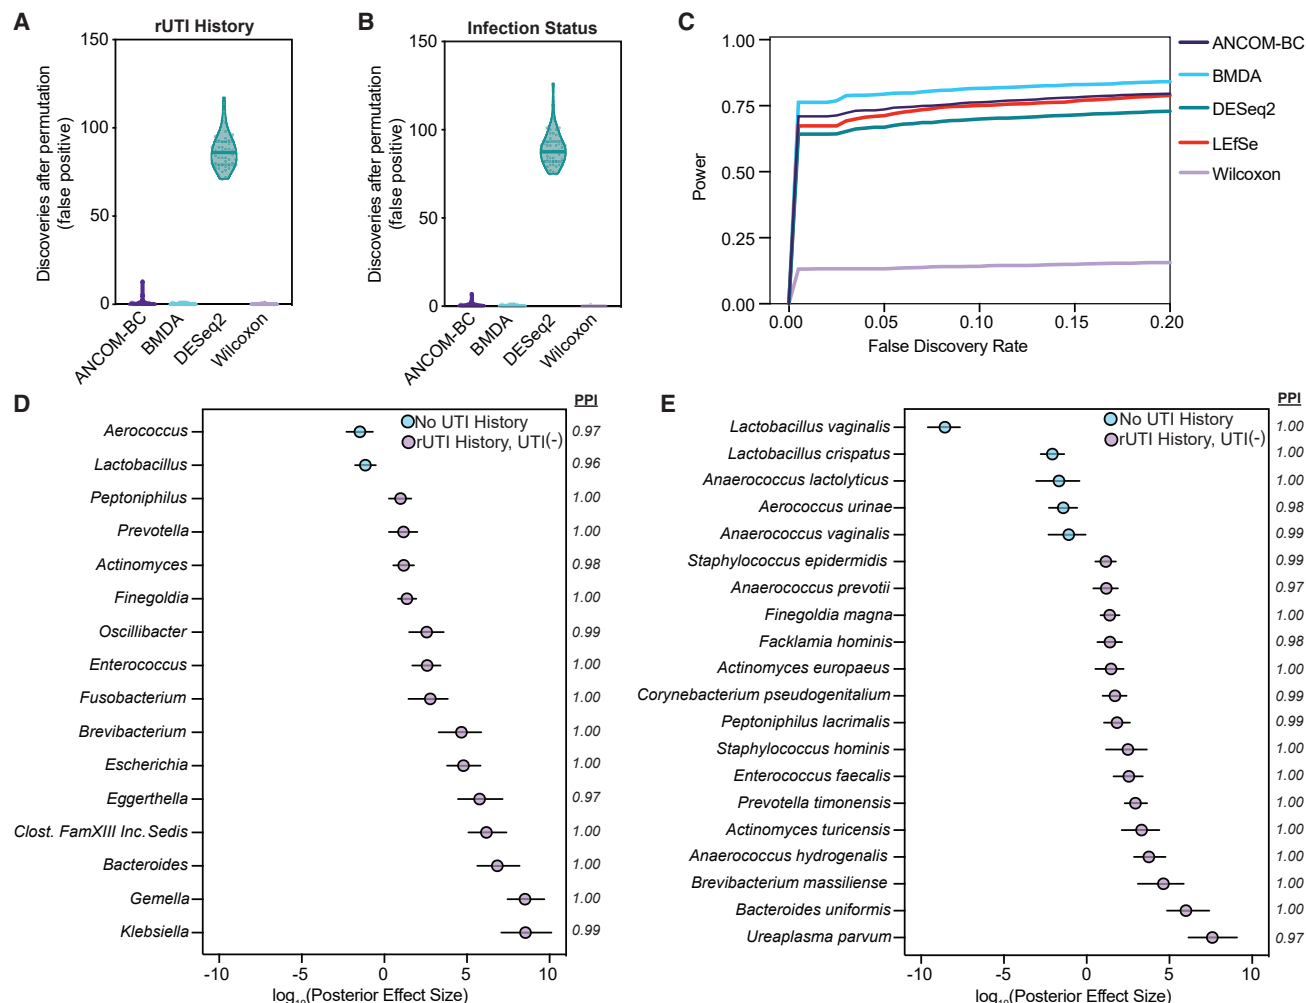 A
rUTI History
150
100
50
0
Discoveries after permutation
(false positive)
ANCOM-BC
BMDA
DESeq2
Wilcoxon
B
Infection Status
150
100
50
0
Discoveries after permutation
(false positive)
ANCOM-BC
BMDA
DESeq2
Wilcoxon
C
1.00
0.75
0.50
0.25
0.00
Power
0.00 0.05 0.10 0.15 0.20
False Discovery Rate
ANCOM-BC
BMDA
DESeq2
LEfSe
Wilcoxon
D
PPI
No UTI History
rUTI History, UTI(-)
Aerococcus 0.97
Lactobacillus 0.96
Peptoniphilus 1.00
Prevotella 1.00
Actinomyces 0.98
Finegoldia 1.00
Oscillibacter 0.99
Enterococcus 1.00
Fusobacterium 1.00
Brevibacterium 1.00
Escherichia 1.00
Eggerthella 0.97
Clost. FamXIII Inc. Sedis 1.00
Bacteroides 1.00
Gemella 1.00
Klebsiella 0.99
-10 -5 0 5 10
log10(Posterior Effect Size)
E
PPI
No UTI History
rUTI History, UTI(-)
Lactobacillus vaginalis 1.00
Lactobacillus crispatus 1.00
Anaerococcus lactolyticus 1.00
Aerococcus urinae 0.98
Anaerococcus vaginalis 0.99
Staphylococcus epidermidis 0.99
Anaerococcus prevotii 0.97
Finegoldia magna 1.00
Facklamia hominis 0.98
Actinomyces europaeus 1.00
Corynebacterium pseudogenitalium 0.99
Peptoniphilus lacrimalis 0.99
Staphylococcus hominis 1.00
Enterococcus faecalis 1.00
Prevotella timonensis 1.00
Actinomyces turicensis 1.00
Anaerococcus hydrogenalis 1.00
Brevibacterium massiliense 1.00
Bacteroides uniformis 1.00
Ureaplasma parvum 0.97
-10 -5 0 5 10
log10(Posterior Effect Size)